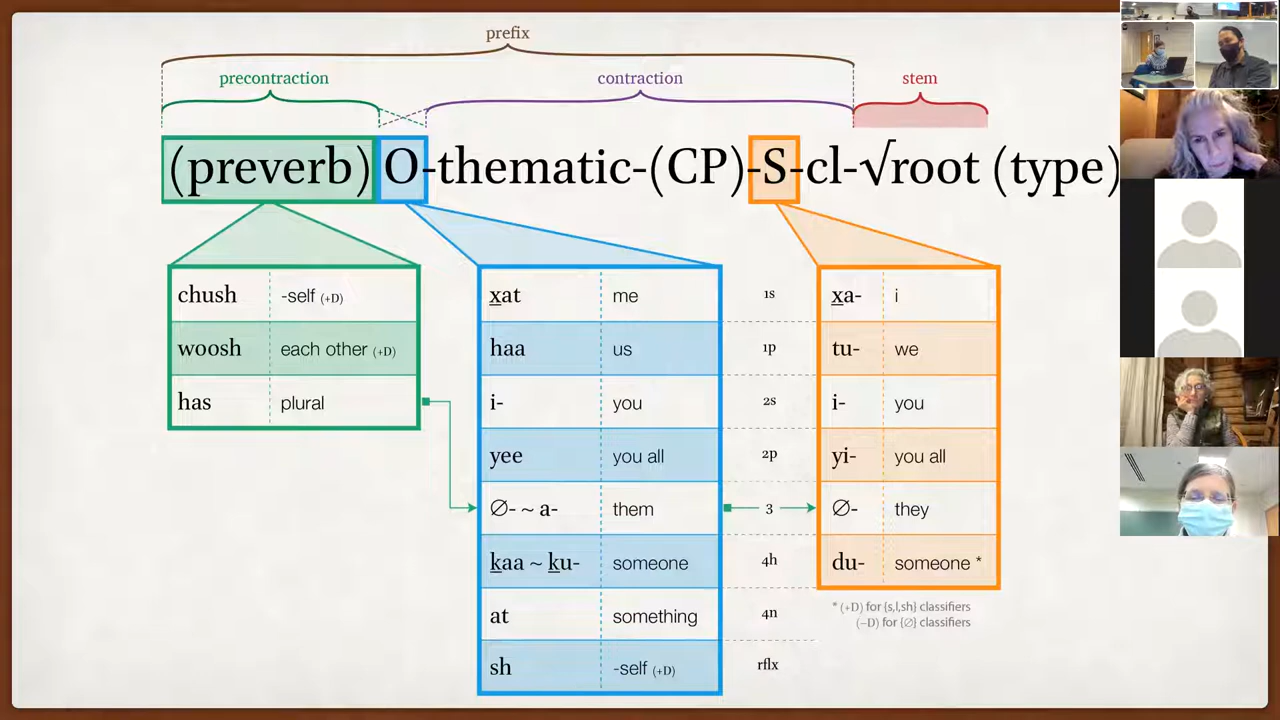 prefix
precontraction contraction stem
(preverb) O-thematic-(CP)-S-cl-√root (type)
chush -self (+D)
woosh each other (+D)
has plural
x̲at me
haa us
i- you
yee you all
∅- ~ a- them
k̲aa ~ k̲u- someone
at something
sh -self (+D)
1s
1p
2s
2p
3
4h
4n
rflx
x̲a- i
tu- we
i- you
yi- you all
∅- they
du- someone *
* (+D) for {s,l,sh} classifiers
(−D) for {∅} classifiers